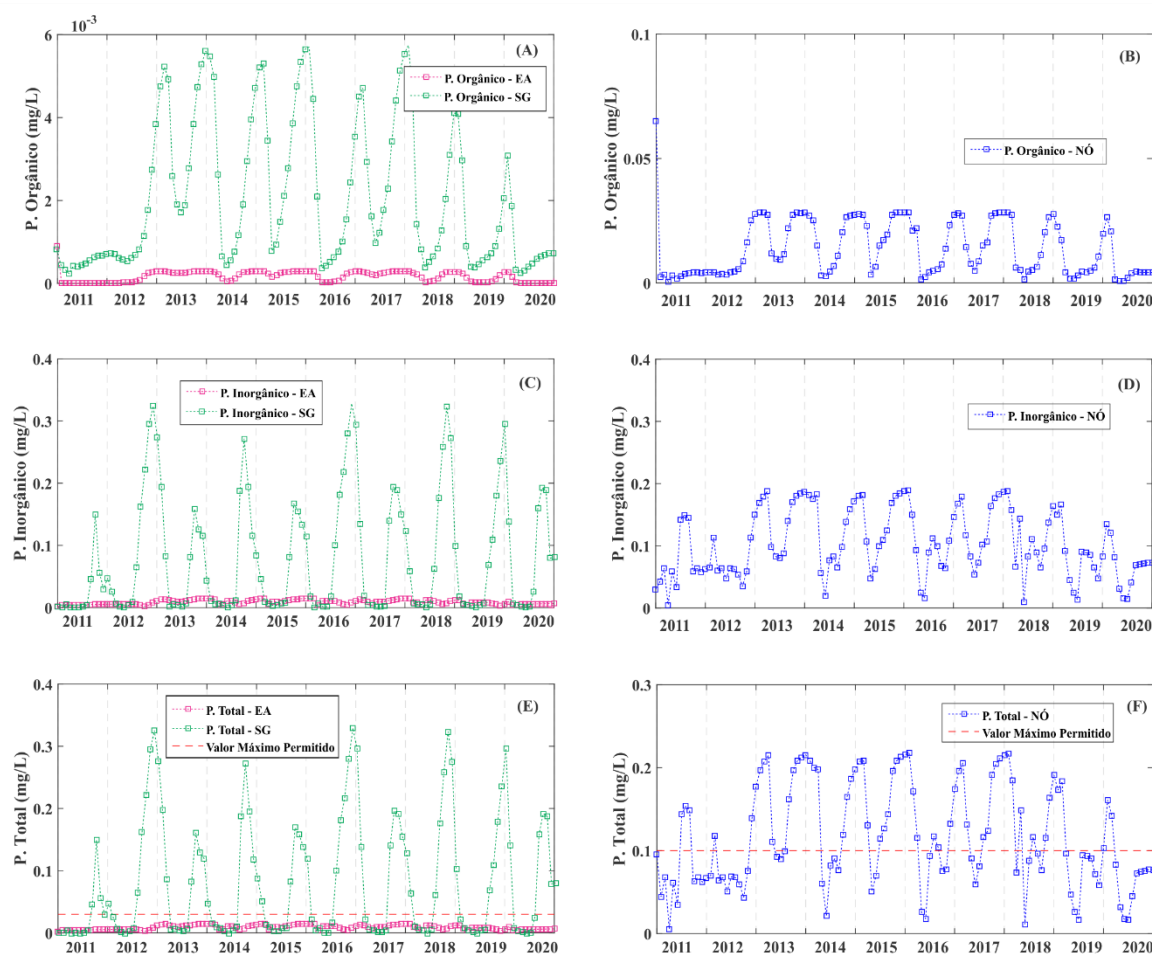 10⁻³
6
4
2
0
P. Orgânico (mg/L)
(A)
P. Orgânico - EA
P. Orgânico - SG
2011 2012 2013 2014 2015 2016 2017 2018 2019 2020
0.1
0.05
0
P. Orgânico (mg/L)
(B)
P. Orgânico - NÓ
2011 2012 2013 2014 2015 2016 2017 2018 2019 2020
0.4
0.3
0.2
0.1
0
P. Inorgânico (mg/L)
(C)
P. Inorgânico - EA
P. Inorgânico - SG
2011 2012 2013 2014 2015 2016 2017 2018 2019 2020
0.4
0.3
0.2
0.1
0
P. Inorgânico (mg/L)
(D)
P. Inorgânico - NÓ
2011 2012 2013 2014 2015 2016 2017 2018 2019 2020
0.4
0.3
0.2
0.1
0
P. Total (mg/L)
(E)
P. Total - EA
P. Total - SG
Valor Máximo Permitido
2011 2012 2013 2014 2015 2016 2017 2018 2019 2020
0.3
0.2
0.1
0
P. Total (mg/L)
(F)
P. Total - NÓ
Valor Máximo Permitido
2011 2012 2013 2014 2015 2016 2017 2018 2019 2020